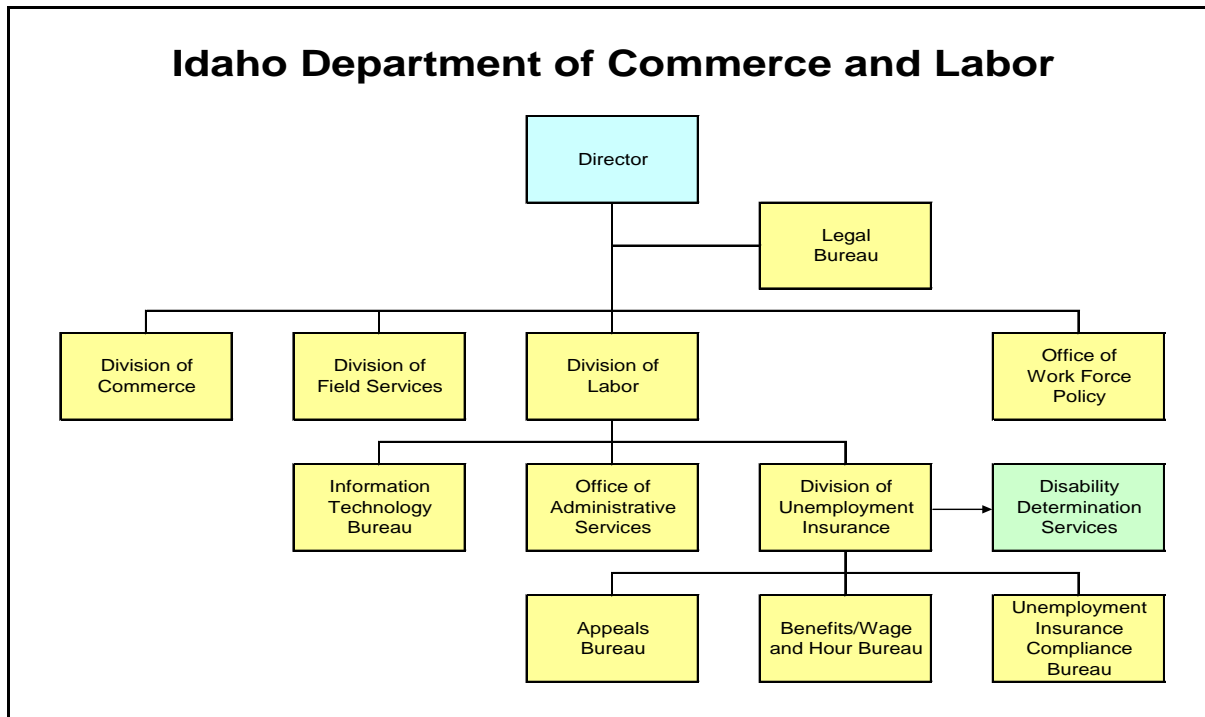 Idaho Department of Commerce and Labor
Director
Legal
Bureau
Division of
Commerce
Division of
Field Services
Division of
Labor
Office of
Work Force
Policy
Information
Technology
Bureau
Office of
Administrative
Services
Division of
Unemployment
Insurance
Disability
Determination
Services
Appeals
Bureau
Benefits/Wage
and Hour Bureau
Unemployment
Insurance
Compliance
Bureau